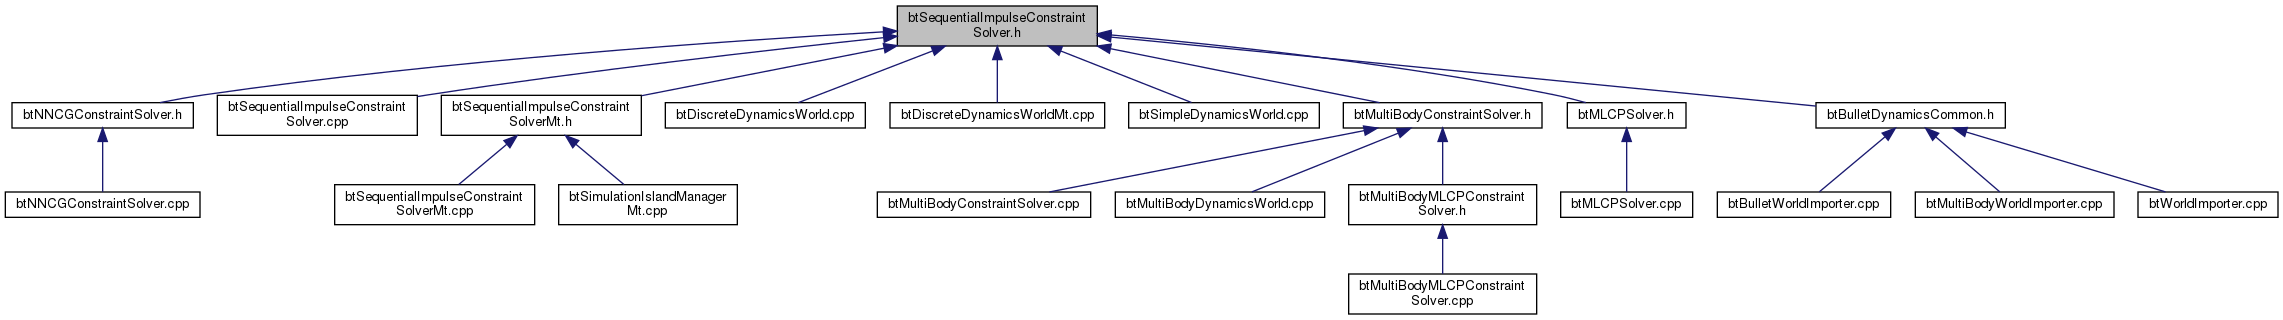 btSequentialImpulseConstraint
Solver.h
btNNCGConstraintSolver.h
btSequentialImpulseConstraint
Solver.cpp
btSequentialImpulseConstraint
SolverMt.h
btDiscreteDynamicsWorld.cpp
btDiscreteDynamicsWorldMt.cpp
btSimpleDynamicsWorld.cpp
btMultiBodyConstraintSolver.h
btMLCPSolver.h
btBulletDynamicsCommon.h
btNNCGConstraintSolver.cpp
btSequentialImpulseConstraint
SolverMt.cpp
btSimulationIslandManager
Mt.cpp
btMultiBodyConstraintSolver.cpp
btMultiBodyDynamicsWorld.cpp
btMultiBodyMLCPConstraint
Solver.h
btMLCPSolver.cpp
btBulletWorldImporter.cpp
btMultiBodyWorldImporter.cpp
btWorldImporter.cpp
btMultiBodyMLCPConstraint
Solver.cpp